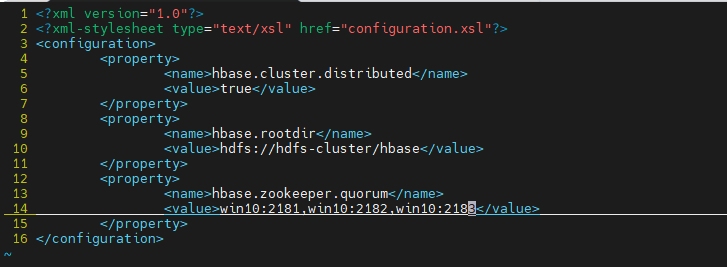 1 <?xml version="1.0"?>
2 <?xml-stylesheet type="text/xsl" href="configuration.xsl"?>
3 <configuration>
4 <property>
5 <name>hbase.cluster.distributed</name>
6 <value>true</value>
7 </property>
8 <property>
9 <name>hbase.rootdir</name>
10 <value>hdfs://hdfs-cluster/hbase</value>
11 </property>
12 <property>
13 <name>hbase.zookeeper.quorum</name>
14 <value>win10:2181,win10:2182,win10:2183</value>
15 </property>
16 </configuration>
~